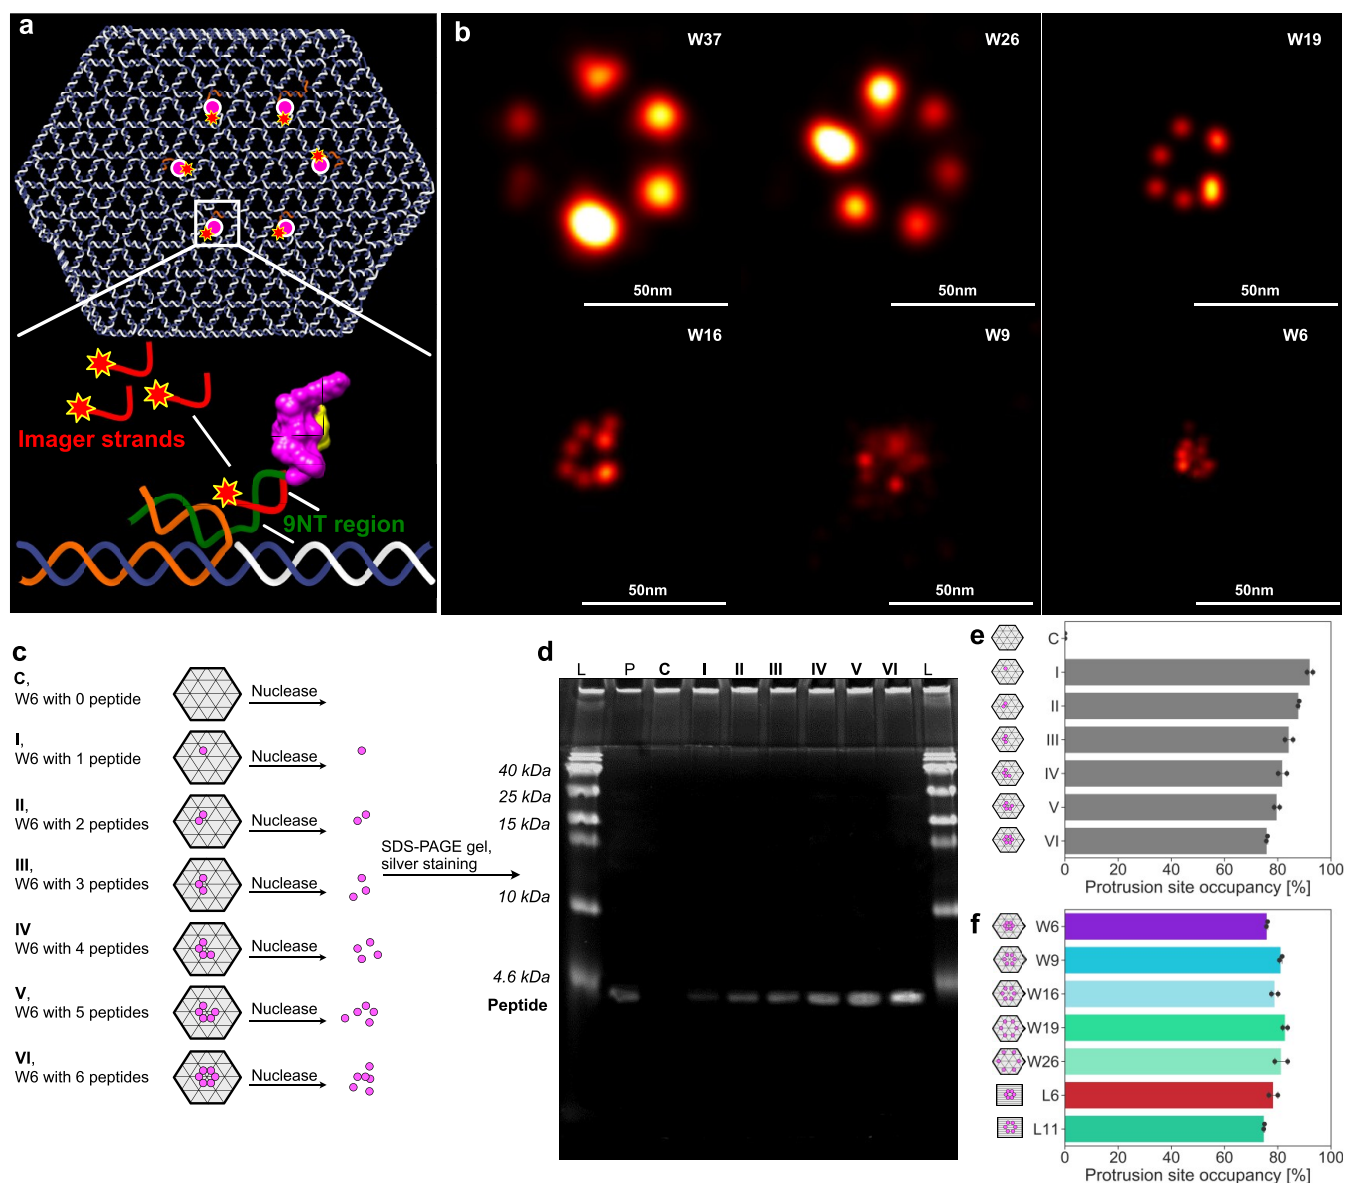 a
Imager strands
9NT region
b
W37
W26
W19
50nm
50nm
50nm
W16
W9
W6
50nm
50nm
50nm
c
C,
W6 with 0 peptide
Nuclease
I,
W6 with 1 peptide
Nuclease
II,
W6 with 2 peptides
Nuclease
III,
W6 with 3 peptides
Nuclease
IV
W6 with 4 peptides
Nuclease
V,
W6 with 5 peptides
Nuclease
VI,
W6 with 6 peptides
Nuclease
SDS-PAGE gel,
silver staining
d
L P C I II III IV V VI L
40 kDa
25 kDa
15 kDa
10 kDa
4.6 kDa
Peptide
e
C
I
II
III
IV
V
VI
0 20 40 60 80 100
Protrusion site occupancy [%]
f
W6
W9
W16
W19
W26
L6
L11
0 20 40 60 80 100
Protrusion site occupancy [%]